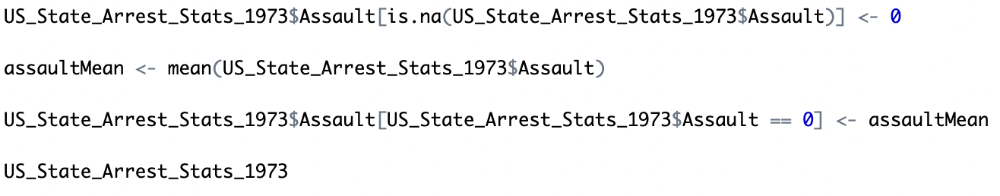 US_State_Arrest_Stats_1973$Assault[is.na(US_State_Arrest_Stats_1973$Assault)] <- 0
assaultMean <- mean(US_State_Arrest_Stats_1973$Assault)
US_State_Arrest_Stats_1973$Assault[US_State_Arrest_Stats_1973$Assault == 0] <- assaultMean
US_State_Arrest_Stats_1973